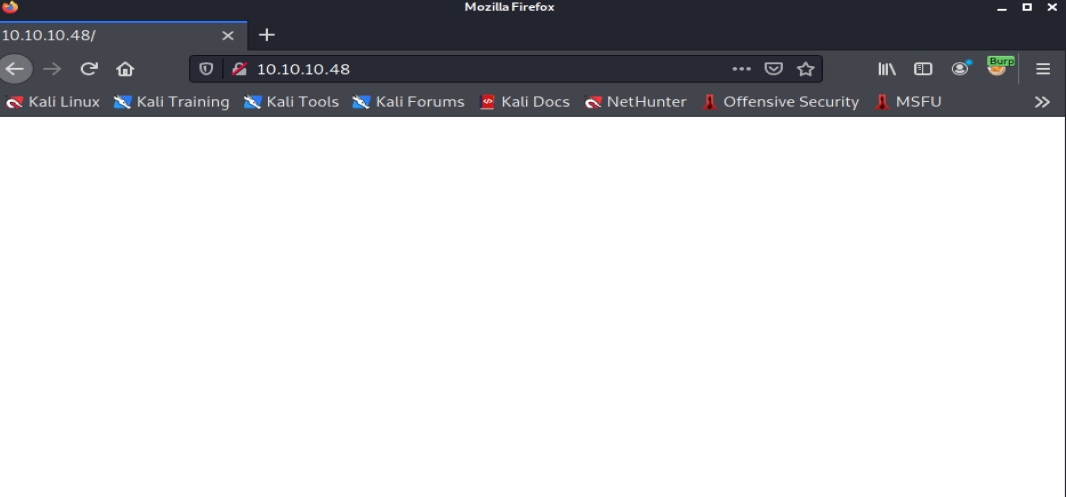 Mozilla Firefox
10.10.10.48/
10.10.10.48
Burp
Kali Linux Kali Training Kali Tools Kali Forums Kali Docs NetHunter Offensive Security MSFU